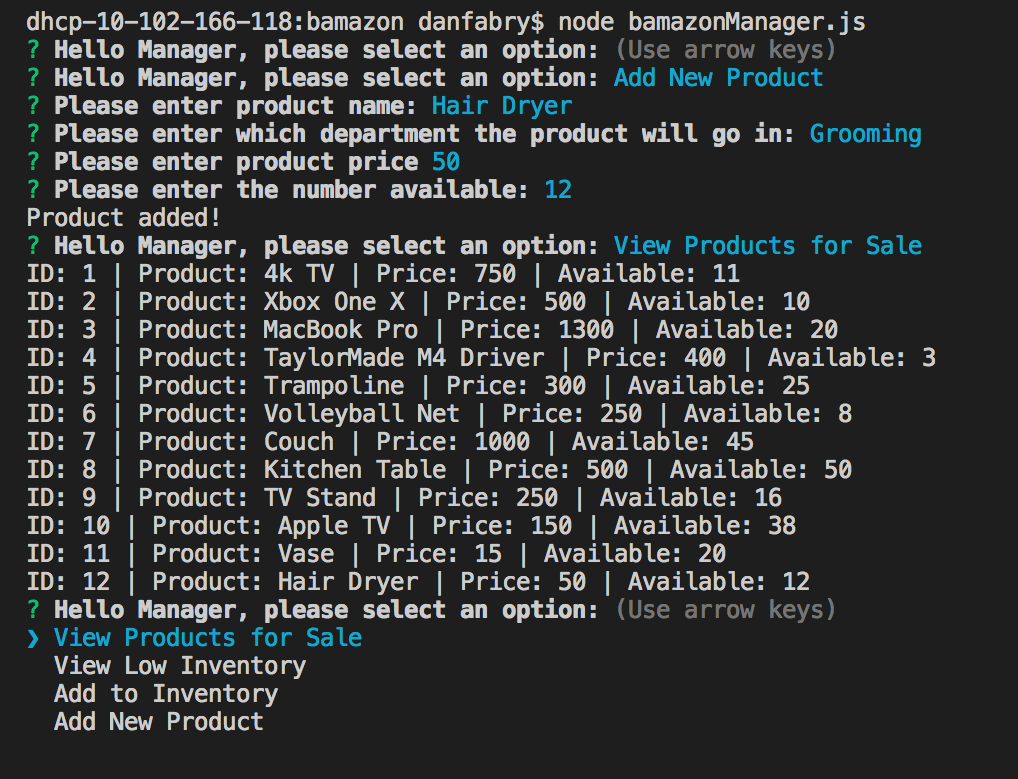 dhcp-10-102-166-118:bamazon danfabry$ node bamazonManager.js
? Hello Manager, please select an option: (Use arrow keys)
? Hello Manager, please select an option: Add New Product
? Please enter product name: Hair Dryer
? Please enter which department the product will go in: Grooming
? Please enter product price 50
? Please enter the number available: 12
Product added!
? Hello Manager, please select an option: View Products for Sale
ID: 1 | Product: 4k TV | Price: 750 | Available: 11
ID: 2 | Product: Xbox One X | Price: 500 | Available: 10
ID: 3 | Product: MacBook Pro | Price: 1300 | Available: 20
ID: 4 | Product: TaylorMade M4 Driver | Price: 400 | Available: 3
ID: 5 | Product: Trampoline | Price: 300 | Available: 25
ID: 6 | Product: Volleyball Net | Price: 250 | Available: 8
ID: 7 | Product: Couch | Price: 1000 | Available: 45
ID: 8 | Product: Kitchen Table | Price: 500 | Available: 50
ID: 9 | Product: TV Stand | Price: 250 | Available: 16
ID: 10 | Product: Apple TV | Price: 150 | Available: 38
ID: 11 | Product: Vase | Price: 15 | Available: 20
ID: 12 | Product: Hair Dryer | Price: 50 | Available: 12
? Hello Manager, please select an option: (Use arrow keys)
❯ View Products for Sale
View Low Inventory
Add to Inventory
Add New Product